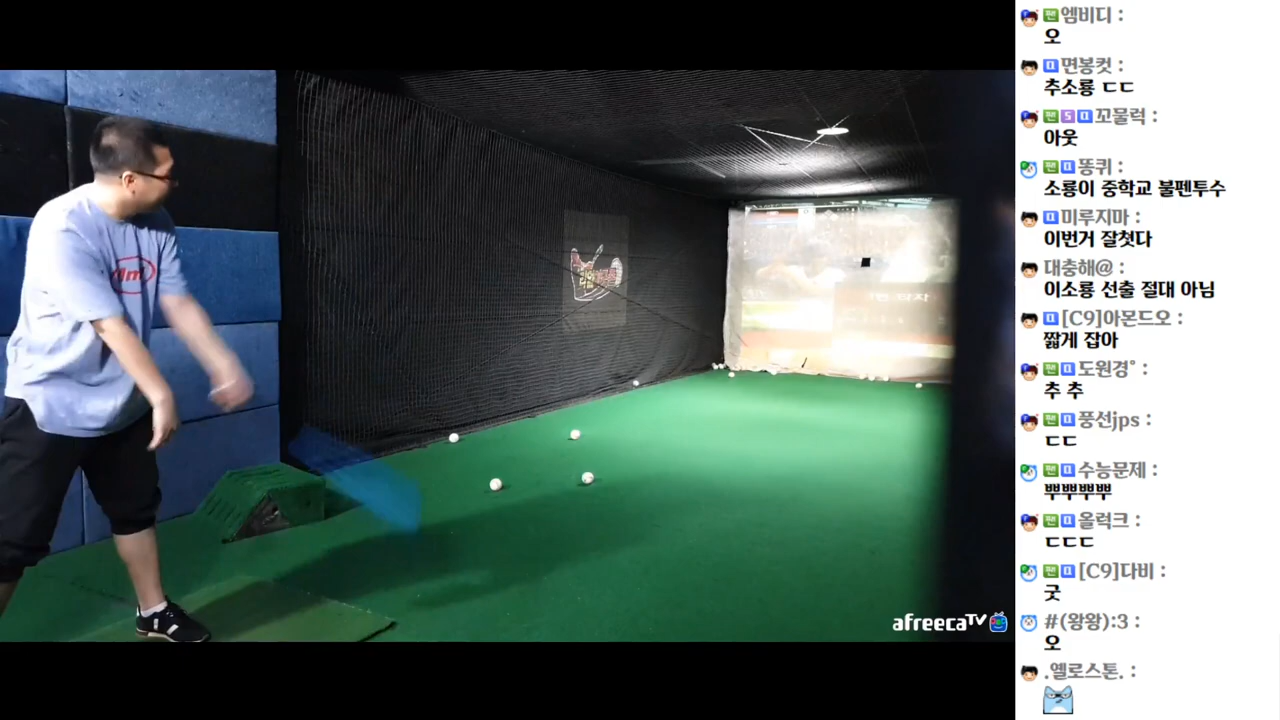 엠비디 :
오
면봉컷 :
추소룡 ㄷㄷ
꼬물럭 :
아웃
똥퀴 :
소룡이 중학교 불펜투수
미루지마 :
이번거 잘쳣다
대충해@ :
이소룡 선출 절대 아님
[C9]아몬드오 :
짧게 잡아
도원경˚ :
추 추
풍선jps :
ㄷㄷ
수능문제 :
뿌뿌뿌뿌
올럭크 :
ㄷㄷㄷ
[C9]다비 :
굿
#(왕왕):3 :
오
.옐로스톤. :
afreecaTV